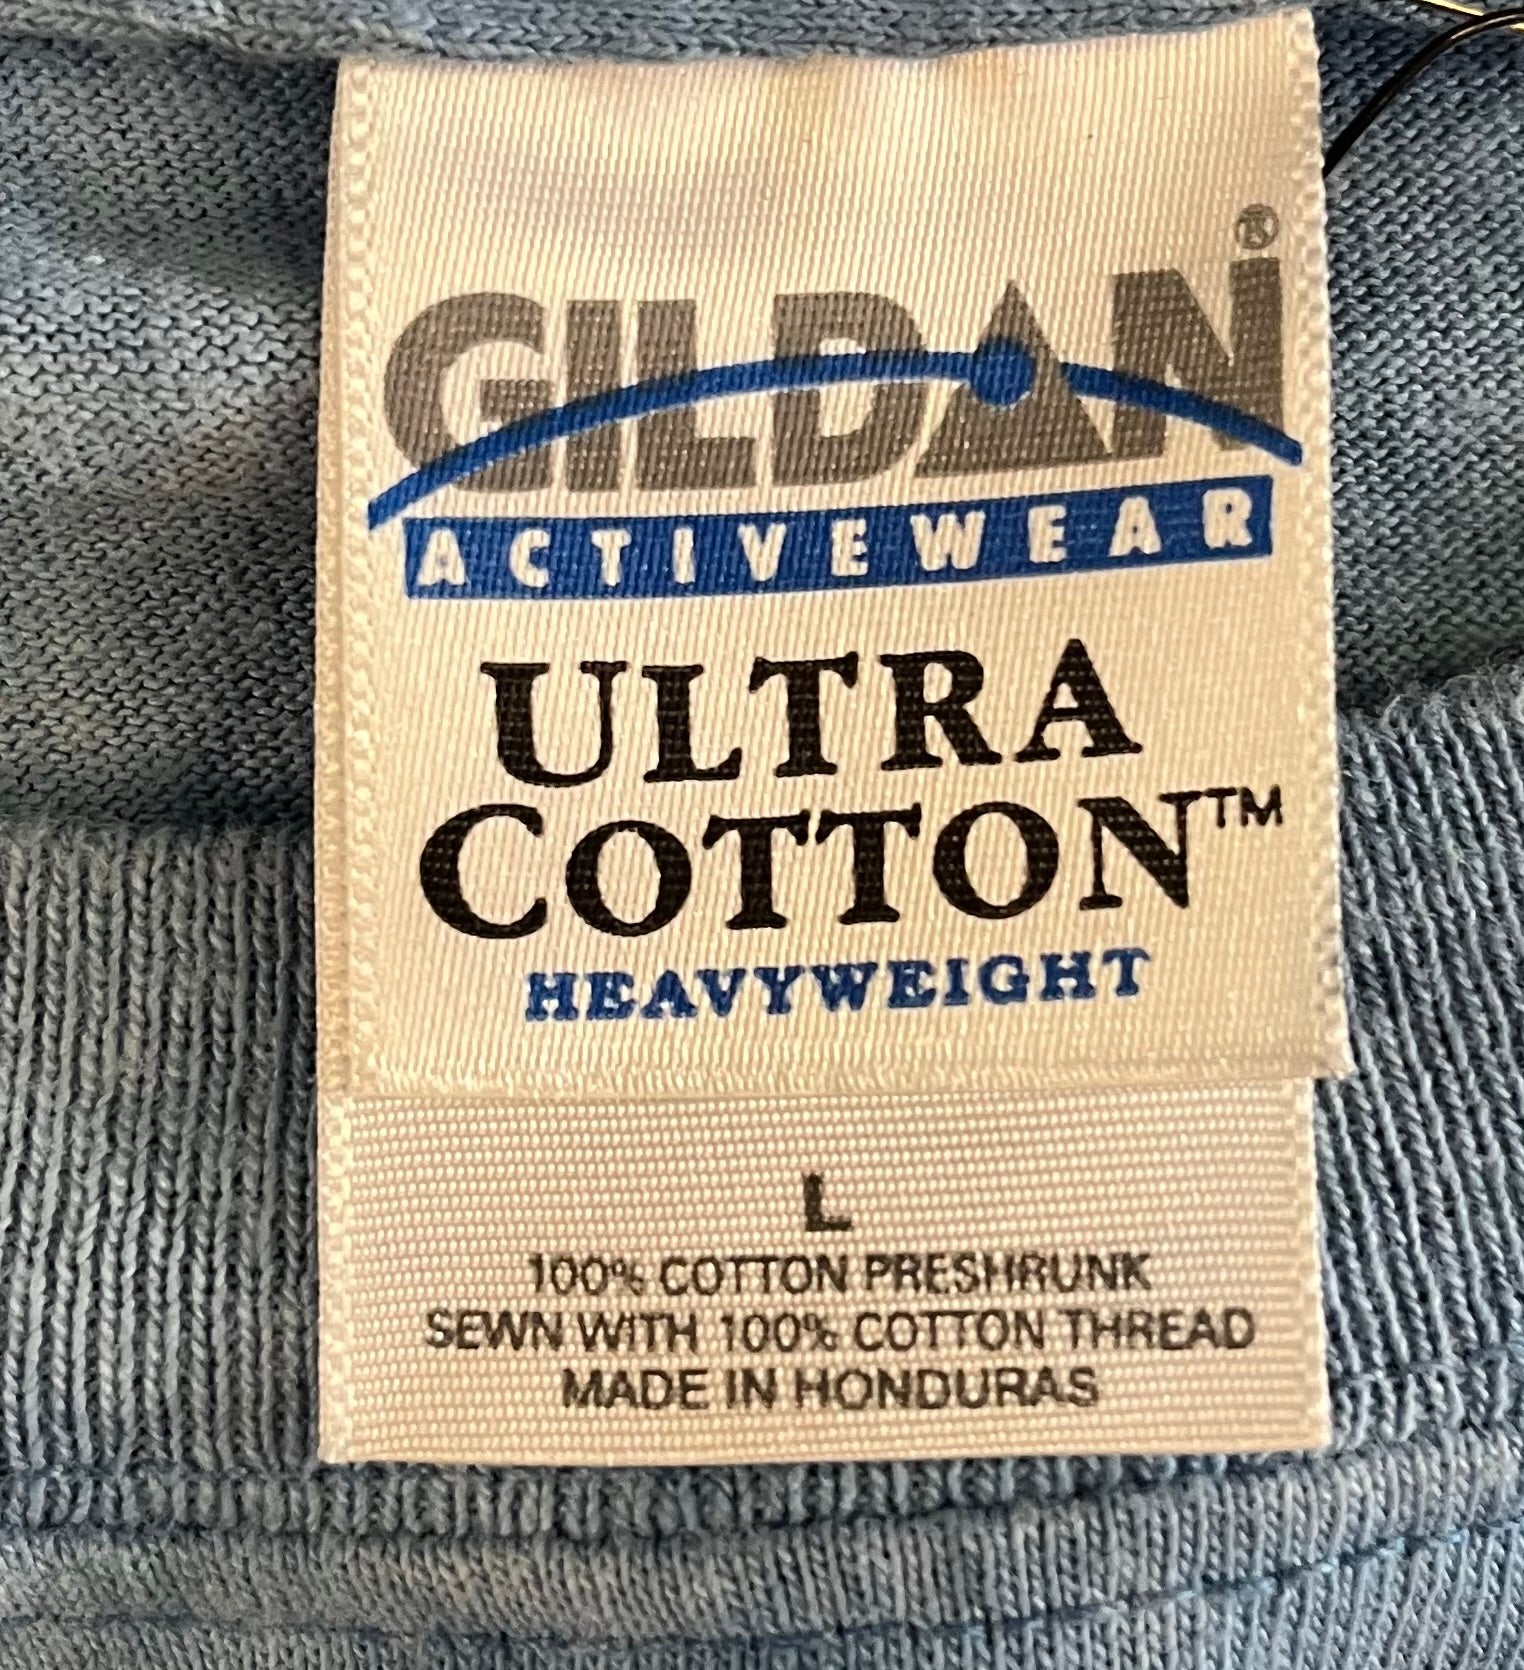 GILDAN®
ACTIVEWEAR
ULTRA
COTTON™
HEAVYWEIGHT
L
100% COTTON PRESHRUNK
SEWN WITH 100% COTTON THREAD
MADE IN HONDURAS